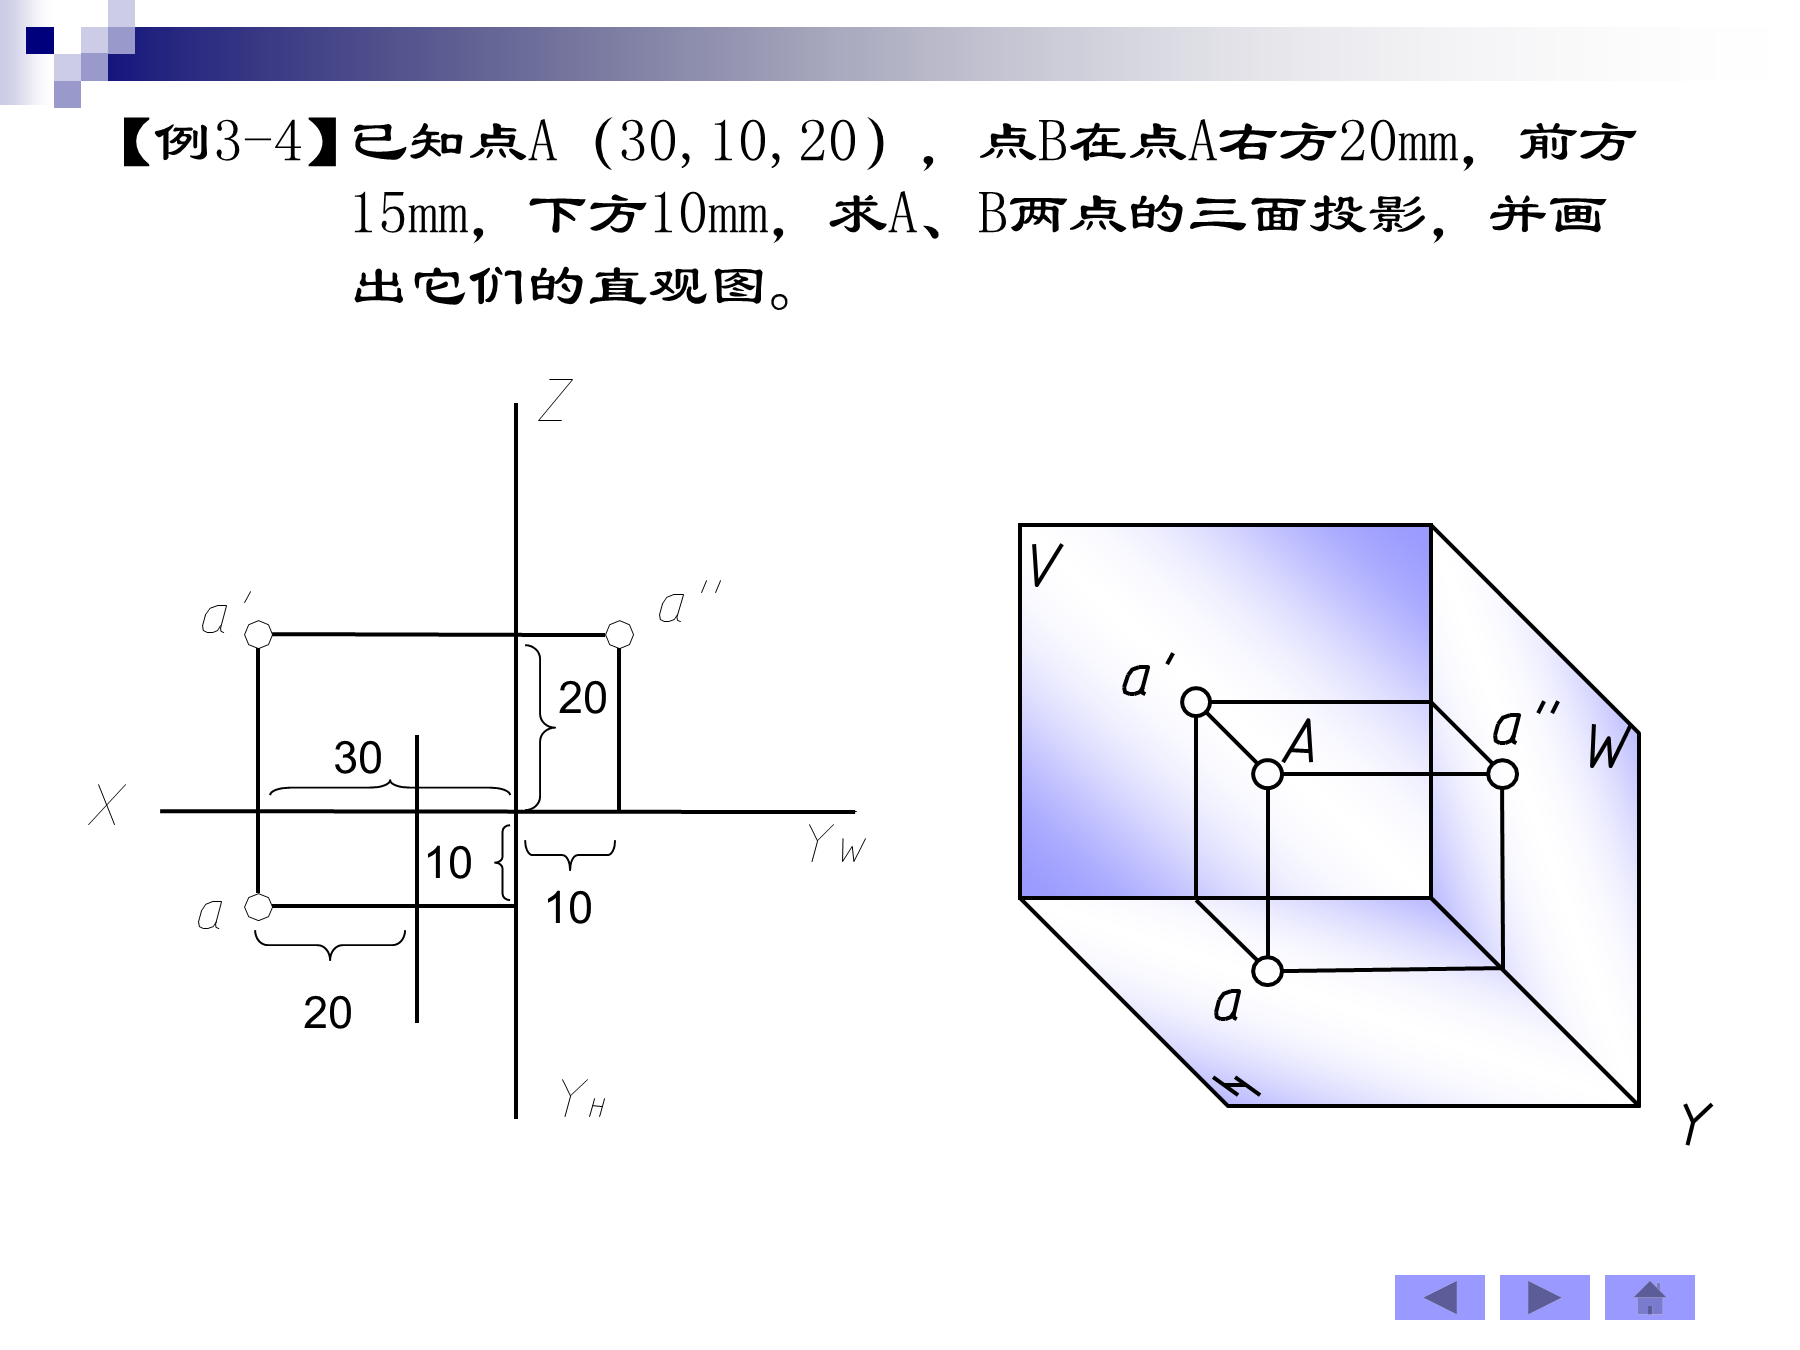 【例3-4】已知点A（30,10,20），点B在点A右方20mm，前方
15mm，下方10mm，求A、B两点的三面投影，并画
出它们的直观图。
Z
a′
a″
20
30
X
YW
10
10
a
20
YH
V
a′
A
a″
W
a
H
Y